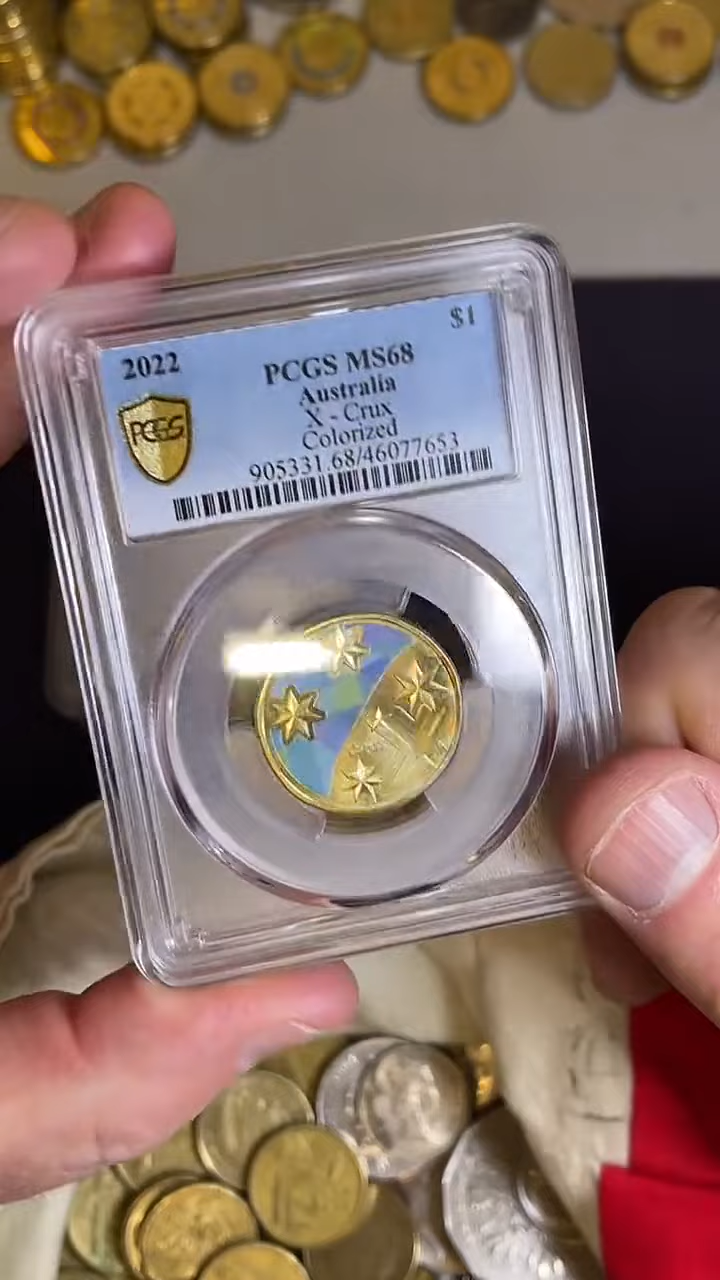 2022
$1
PCGS MS68
Australia
X - Crux
Colorized
905331.68/46077653
PCGS